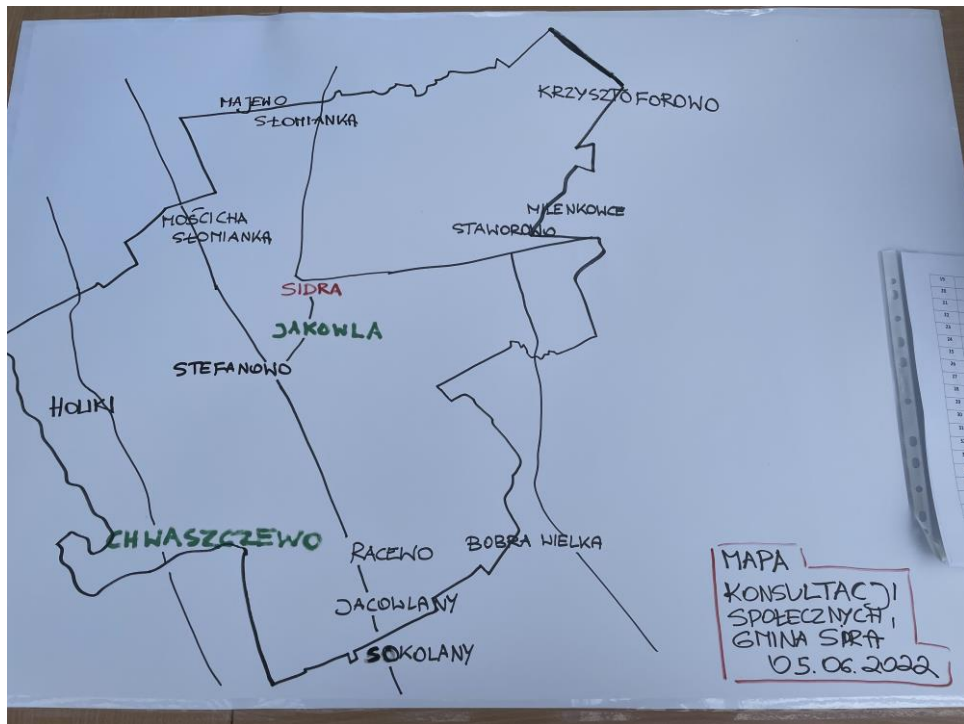 MAJEWO
SŁOMIANKA
KRZYSZTOFOROWO
MOŚCICHA
SŁOMIANKA
MILENKOWCE
STAWOROWO
SIDRA
JAKOWLA
STEFANOWO
HOLIKI
CHWASZCZEWO
RACEWO
BOBRA WIELKA
JACOWLANY
SOKOLANY
MAPA
KONSULTACJI
SPOŁECZNYCH,
GMINA SIDRA
05.06.2022